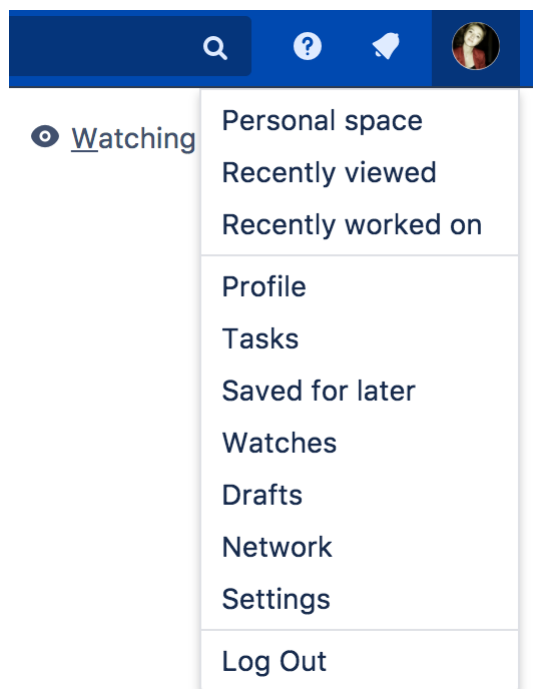 Watching
Personal space
Recently viewed
Recently worked on
Profile
Tasks
Saved for later
Watches
Drafts
Network
Settings
Log Out